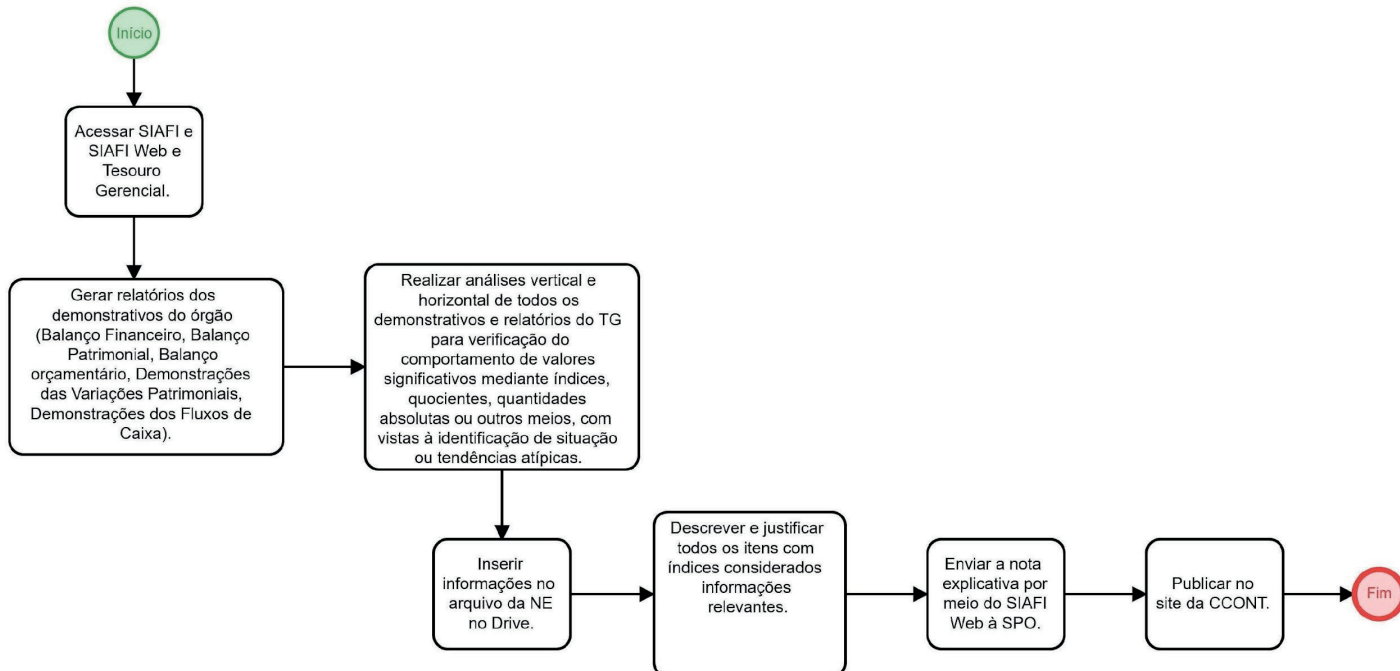 Início
Acessar SIAFI e
SIAFI Web e
Tesouro
Gerencial.
Gerar relatórios dos
demonstrativos do órgão
(Balanço Financeiro, Balanço
Patrimonial, Balanço
orçamentário, Demonstrações
das Variações Patrimoniais,
Demonstrações dos Fluxos de
Caixa).
Realizar análises vertical e
horizontal de todos os
demonstrativos e relatórios do TG
para verificação do
comportamento de valores
significativos mediante índices,
quocientes, quantidades
absolutas ou outros meios, com
vistas à identificação de situação
ou tendências atípicas.
Inserir
informações no
arquivo da NE
no Drive.
Descrever e justificar
todos os itens com
índices considerados
informações
relevantes.
Enviar a nota
explicativa por
meio do SIAFI
Web à SPO.
Publicar no
site da CCONT.
Fim